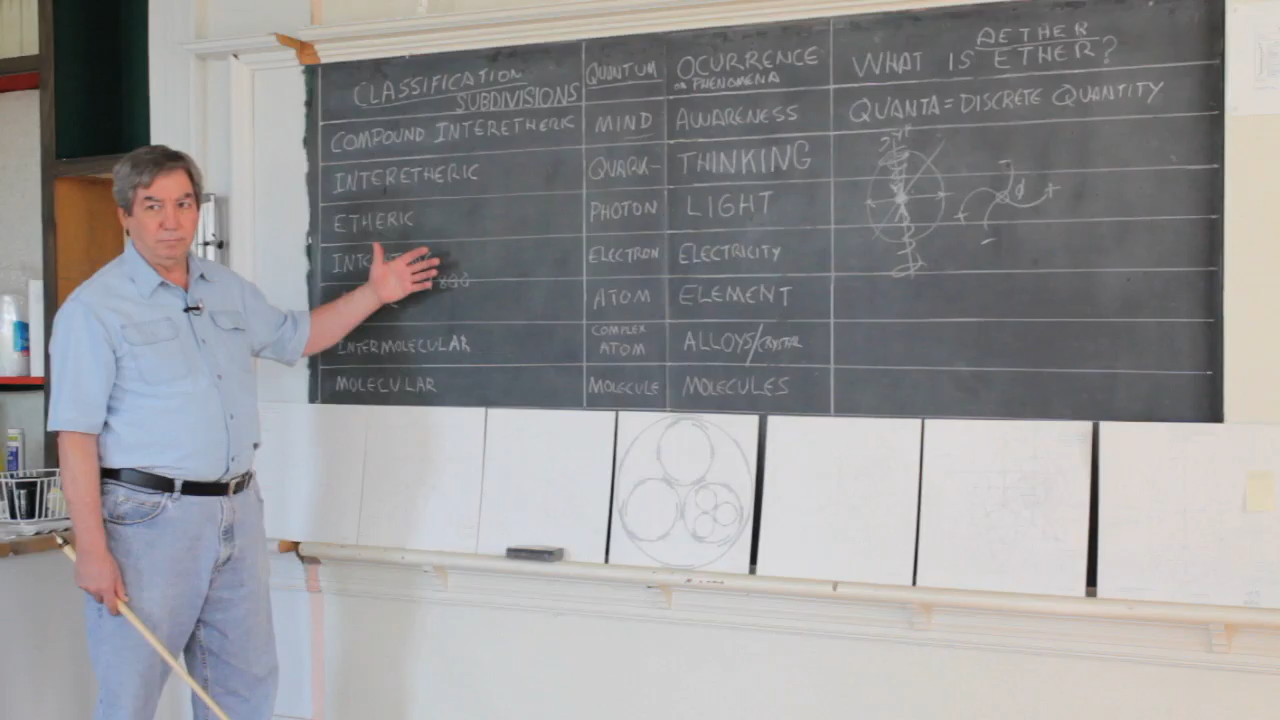 CLASSIFICATION SUBDIVISIONS QUANTUM OCURRENCE OR PHENOMENA WHAT IS AETHER ETHER?
COMPOUND INTERETHERIC MIND AWARENESS QUANTA = DISCRETE QUANTITY
INTERETHERIC QUARK- THINKING
ETHERIC PHOTON LIGHT
ELECTRON ELECTRICITY
ATOM ELEMENT
INTERMOLECULAR COMPLEX ATOM ALLOYS/CRYSTAL
MOLECULAR MOLECULE MOLECULES